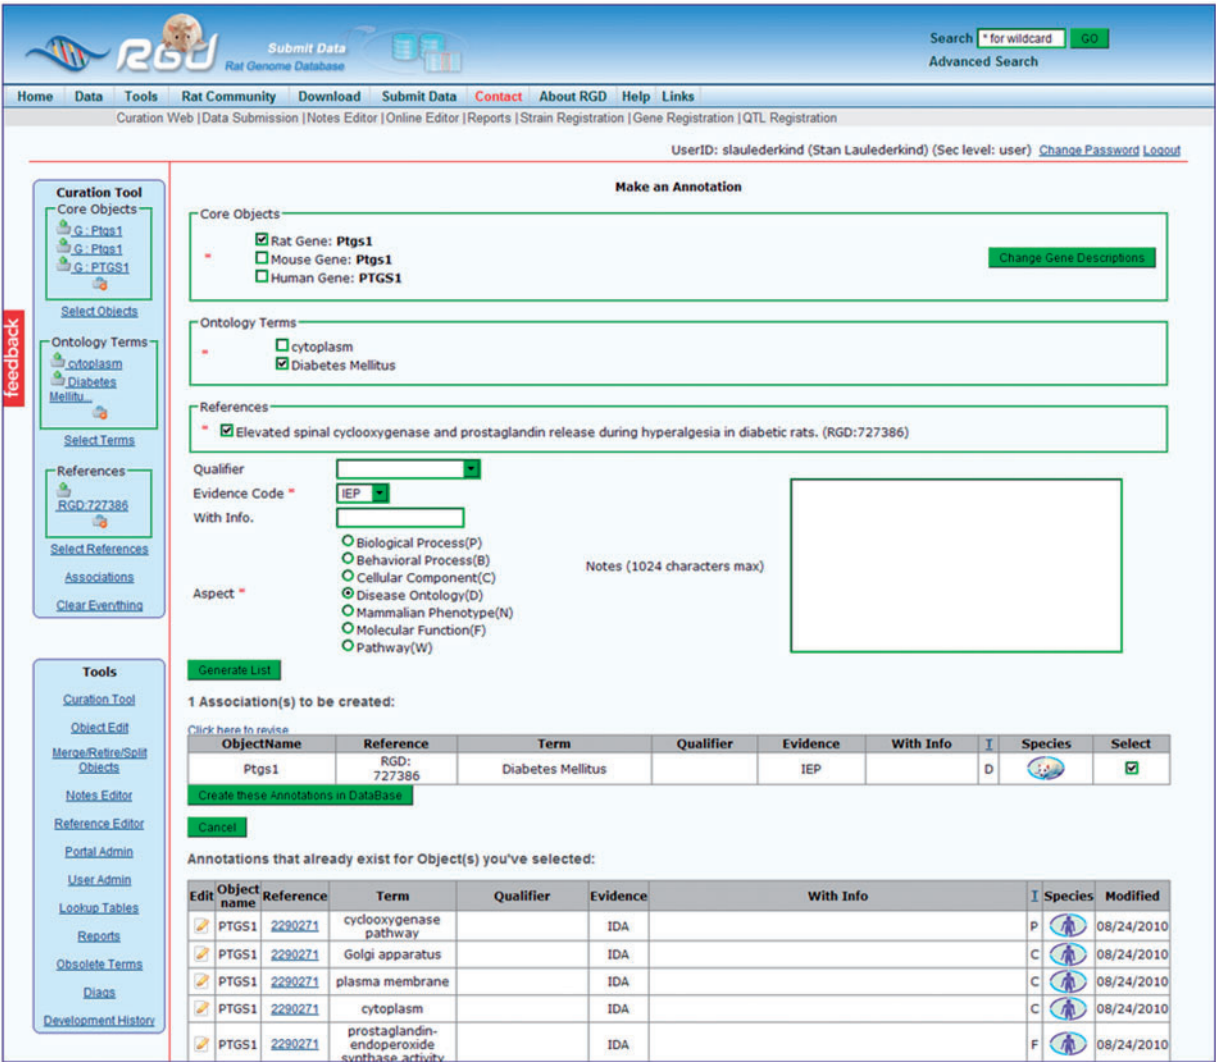 RGD
Submit Data
Rat Genome Database
Search * for wildcard GO
Advanced Search
Home Data Tools Rat Community Download Submit Data Contact About RGD Help Links
Curation Web |Data Submission |Notes Editor |Online Editor |Reports |Strain Registration |Gene Registration |QTL Registration
UserID: slaulederkind (Stan Laulederkind) (Sec level: user) Change Password Logout
feedback
Curation Tool
Core Objects
G : Ptgs1
G : Ptgs1
G : PTGS1
Select Objects
Ontology Terms
cytoplasm
Diabetes
Mellitu...
Select Terms
References
RGD:727386
Select References
Associations
Clear Everything
Tools
Curation Tool
Object Edit
Merge/Retire/Split
Objects
Notes Editor
Reference Editor
Portal Admin
User Admin
Lookup Tables
Reports
Obsolete Terms
Diags
Development History
Make an Annotation
Core Objects
* Rat Gene: Ptgs1
Mouse Gene: Ptgs1
Human Gene: PTGS1
Change Gene Descriptions
Ontology Terms
* cytoplasm
Diabetes Mellitus
References
* Elevated spinal cyclooxygenase and prostaglandin release during hyperalgesia in diabetic rats. (RGD:727386)
Qualifier
Evidence Code * IEP
With Info.
Aspect *
Biological Process(P)
Behavioral Process(B)
Cellular Component(C)
Disease Ontology(D)
Mammalian Phenotype(N)
Molecular Function(F)
Pathway(W)
Notes (1024 characters max)
Generate List
1 Association(s) to be created:
Click here to revise
ObjectName Reference Term Qualifier Evidence With Info I Species Select
Ptgs1 RGD: 727386 Diabetes Mellitus IEP D
Create these Annotations in DataBase
Cancel
Annotations that already exist for Object(s) you've selected:
Edit Object name Reference Term Qualifier Evidence With Info I Species Modified
PTGS1 2290271 cyclooxygenase pathway IDA P 08/24/2010
PTGS1 2290271 Golgi apparatus IDA C 08/24/2010
PTGS1 2290271 plasma membrane IDA C 08/24/2010
PTGS1 2290271 cytoplasm IDA C 08/24/2010
PTGS1 2290271 prostaglandin-endoperoxide synthase activity IDA F 08/24/2010